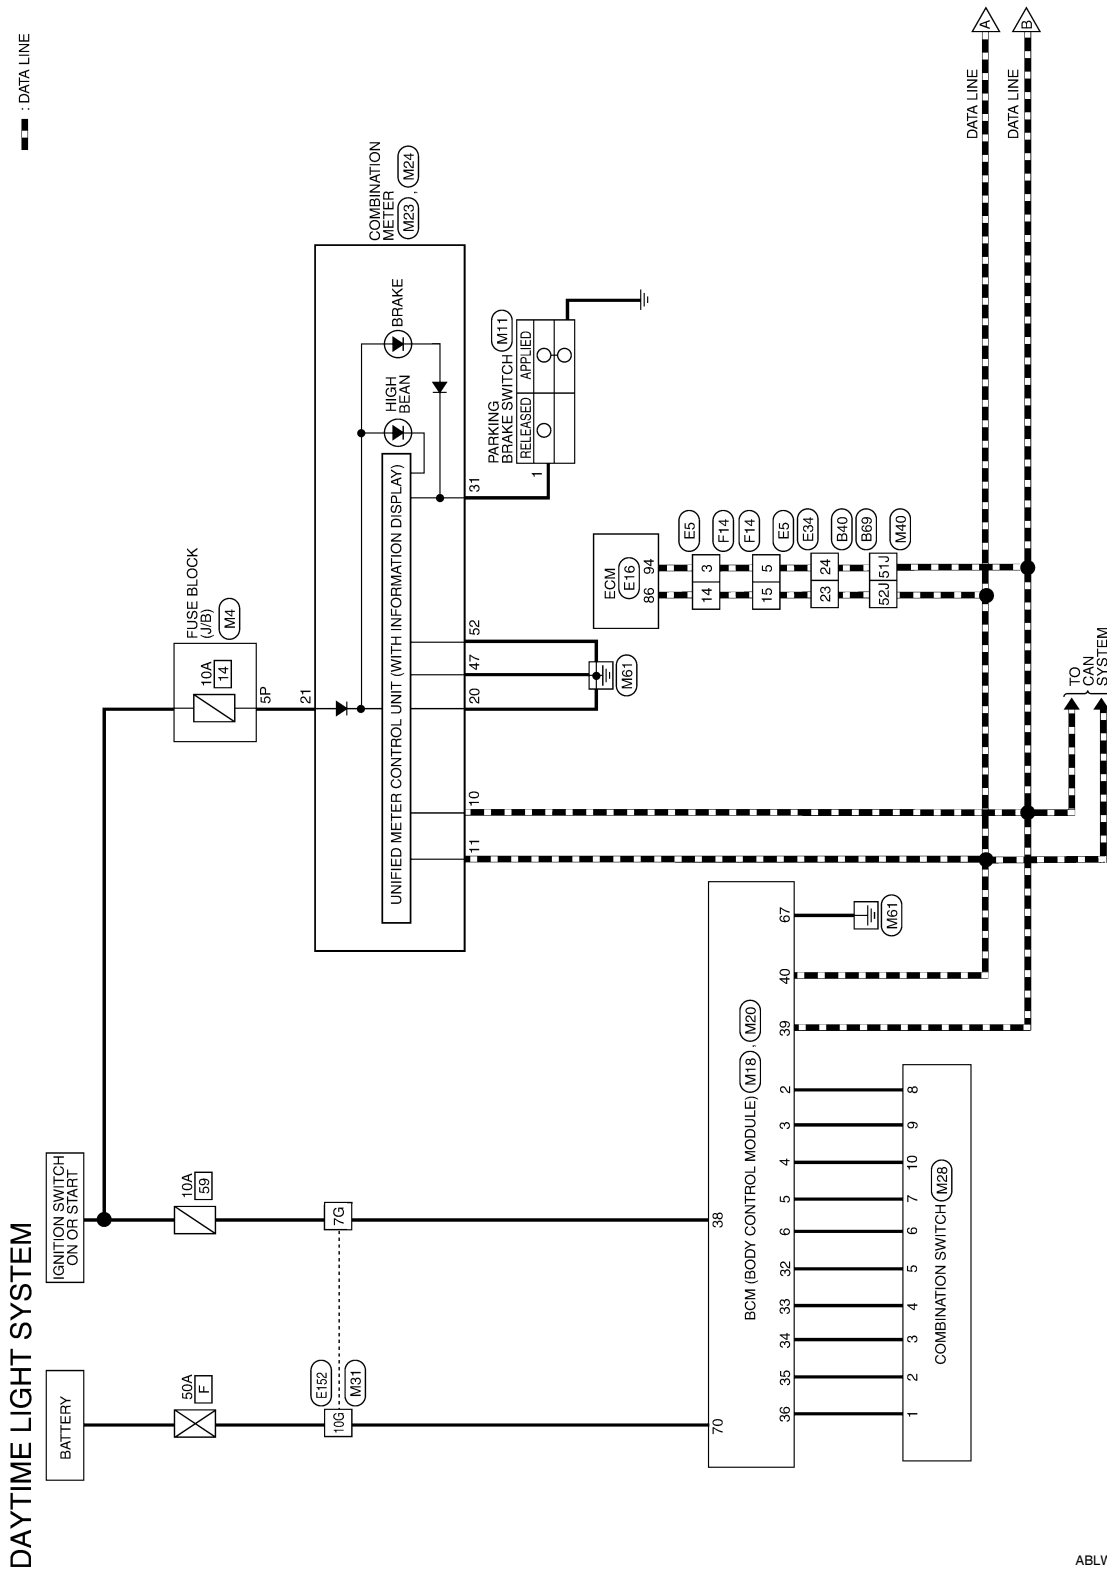 DAYTIME LIGHT SYSTEM
: DATA LINE
BATTERY
IGNITION SWITCH
ON OR START
50A
F
10A
59
10A
14
FUSE BLOCK
(J/B)
M4
5P
E152
10G
M31
7G
21
COMBINATION
METER
M23 , M24
HIGH
BEAN
BRAKE
UNIFIED METER CONTROL UNIT (WITH INFORMATION DISPLAY)
11
10
20
47
52
31
M61
PARKING
BRAKE SWITCH
M11
RELEASED
APPLIED
1
ECM
E16
86
94
14
3
E5
F14
15
5
F14
E5
23
24
E34
B40
52J
51J
B69
M40
70
38
BCM (BODY CONTROL MODULE) M18 , M20
36
35
34
33
32
6
5
4
3
2
39
40
67
M61
1
2
3
4
5
6
7
10
9
8
COMBINATION SWITCH M28
DATA LINE
A
DATA LINE
B
TO
CAN
SYSTEM
ABLW